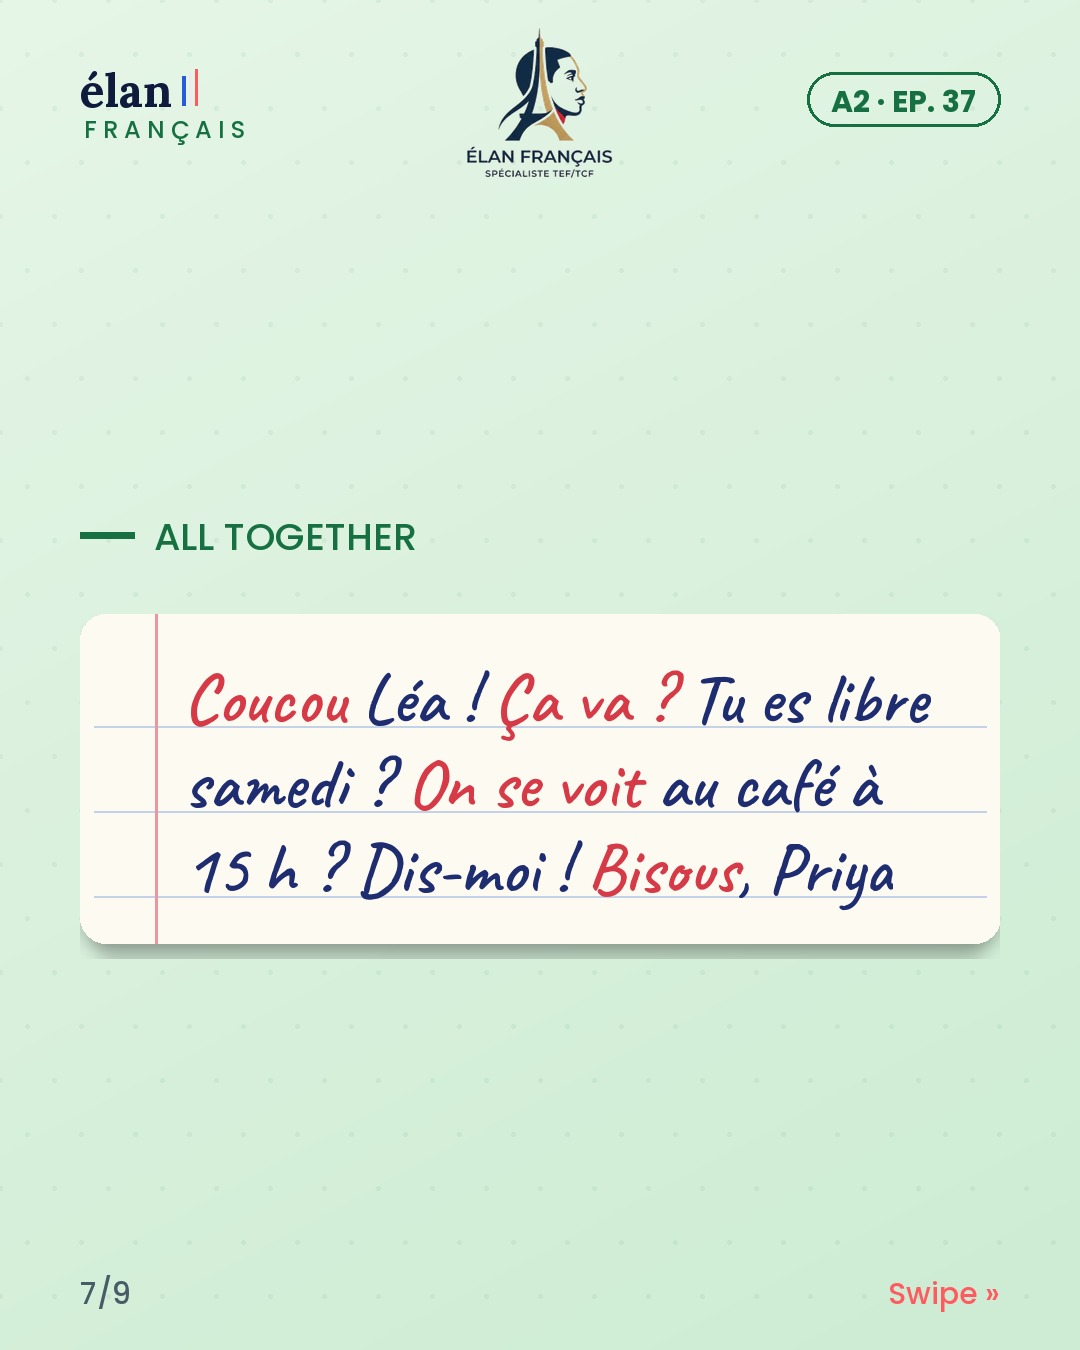 élan
FRANÇAIS
ÉLAN FRANÇAIS
SPÉCIALISTE TEF/TCF
A2 · EP. 37
ALL TOGETHER
Coucou Léa ! Ça va ? Tu es libre
samedi ? On se voit au café à
15 h ? Dis-moi ! Bisous, Priya
7/9
Swipe »